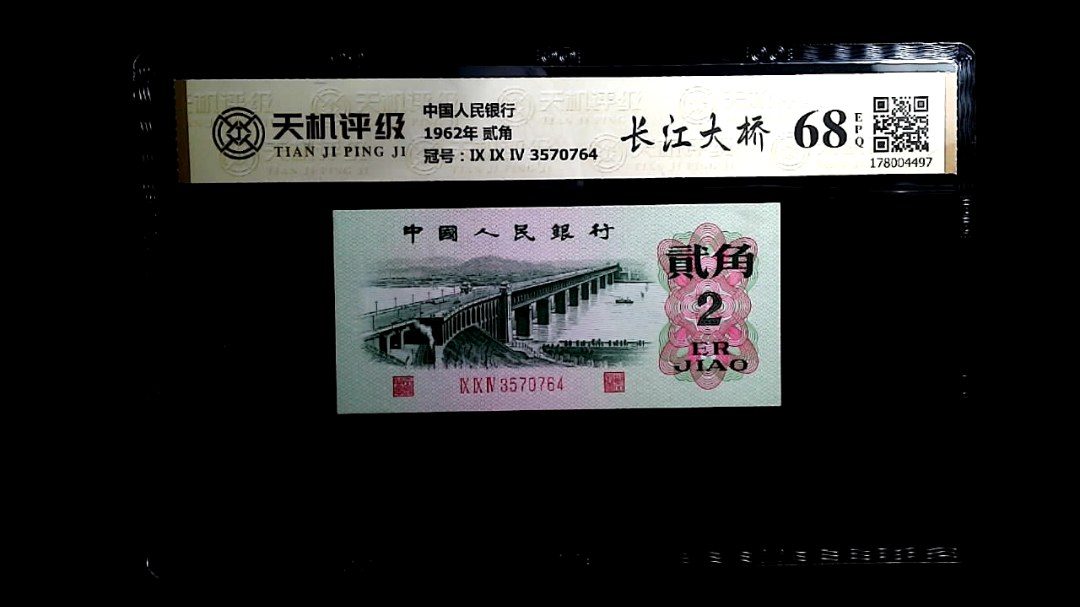 天机评级
TIAN JI PING JI
中国人民银行
1962年 贰角
冠号：IX IX IV 3570764
长江大桥
68
EPQ
178004497
中國人民銀行
貳角
2
ER
JIAO
IX IX IV 3570764